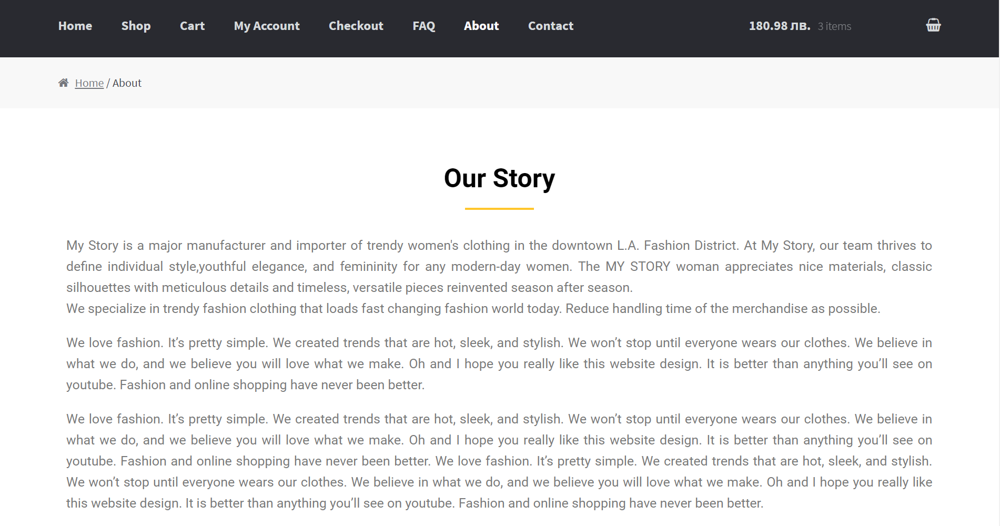 Home Shop Cart My Account Checkout FAQ About Contact 180.98 лв. 3 items
Home / About
Our Story
My Story is a major manufacturer and importer of trendy women's clothing in the downtown L.A. Fashion District. At My Story, our team thrives to
define individual style,youthful elegance, and femininity for any modern-day women. The MY STORY woman appreciates nice materials, classic
silhouettes with meticulous details and timeless, versatile pieces reinvented season after season.
We specialize in trendy fashion clothing that loads fast changing fashion world today. Reduce handling time of the merchandise as possible.
We love fashion. It’s pretty simple. We created trends that are hot, sleek, and stylish. We won’t stop until everyone wears our clothes. We believe in
what we do, and we believe you will love what we make. Oh and I hope you really like this website design. It is better than anything you’ll see on
youtube. Fashion and online shopping have never been better.
We love fashion. It’s pretty simple. We created trends that are hot, sleek, and stylish. We won’t stop until everyone wears our clothes. We believe in
what we do, and we believe you will love what we make. Oh and I hope you really like this website design. It is better than anything you’ll see on
youtube. Fashion and online shopping have never been better. We love fashion. It’s pretty simple. We created trends that are hot, sleek, and stylish.
We won’t stop until everyone wears our clothes. We believe in what we do, and we believe you will love what we make. Oh and I hope you really like
this website design. It is better than anything you’ll see on youtube. Fashion and online shopping have never been better.